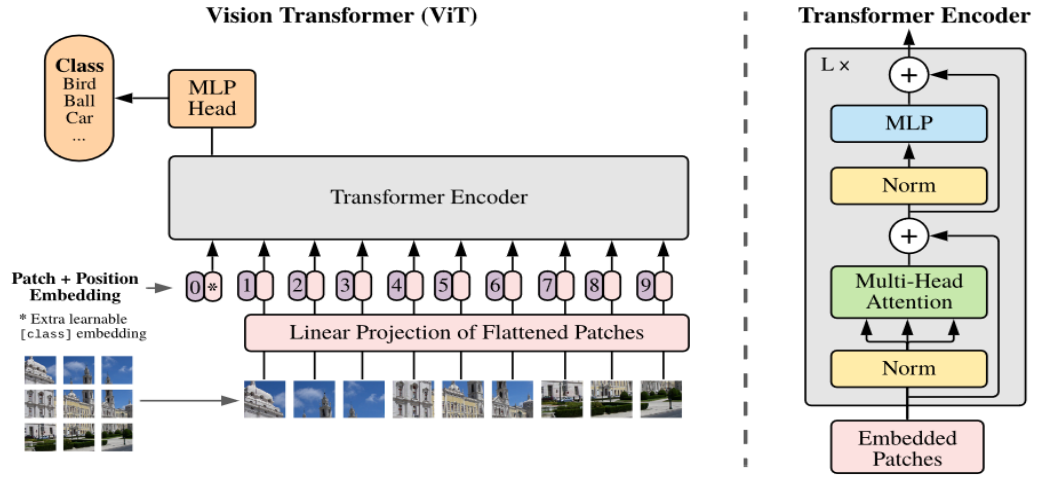 Vision Transformer (ViT)
Class
Bird
Ball
Car
...
MLP
Head
Transformer Encoder
Patch + Position
Embedding
0 * 1 2 3 4 5 6 7 8 9
* Extra learnable
[class] embedding
Linear Projection of Flattened Patches
Transformer Encoder
L ×
+
MLP
Norm
+
Multi-Head
Attention
Norm
Embedded
Patches